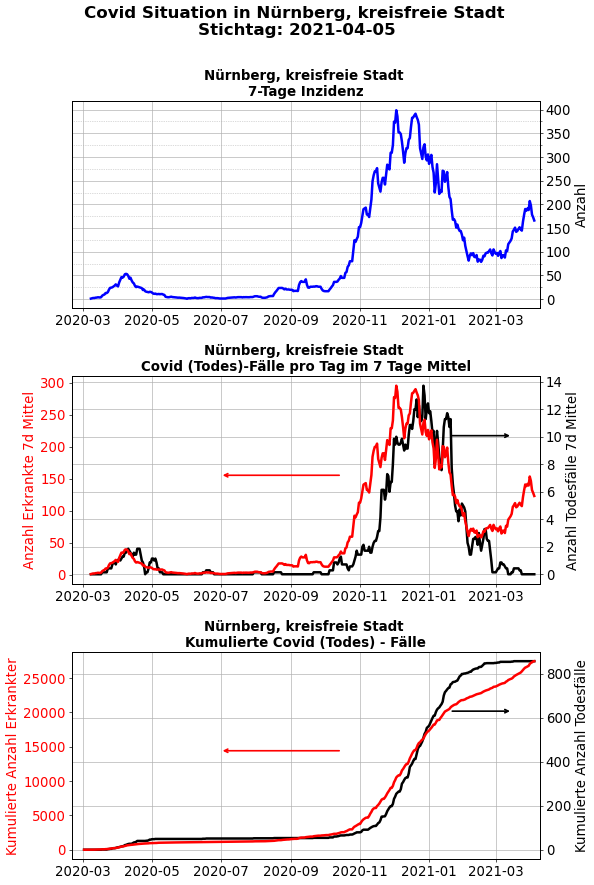 Covid Situation in Nürnberg, kreisfreie Stadt
Stichtag: 2021-04-05
Nürnberg, kreisfreie Stadt
7-Tage Inzidenz
400
350
300
250
200
150
100
50
0
Anzahl
2020-03 2020-05 2020-07 2020-09 2020-11 2021-01 2021-03
Nürnberg, kreisfreie Stadt
Covid (Todes)-Fälle pro Tag im 7 Tage Mittel
Anzahl Erkrankte 7d Mittel
300
250
200
150
100
50
0
14
12
10
8
6
4
2
0
Anzahl Todesfälle 7d Mittel
2020-03 2020-05 2020-07 2020-09 2020-11 2021-01 2021-03
Nürnberg, kreisfreie Stadt
Kumulierte Covid (Todes) - Fälle
Kumulierte Anzahl Erkrankter
25000
20000
15000
10000
5000
0
800
600
400
200
0
Kumulierte Anzahl Todesfälle
2020-03 2020-05 2020-07 2020-09 2020-11 2021-01 2021-03